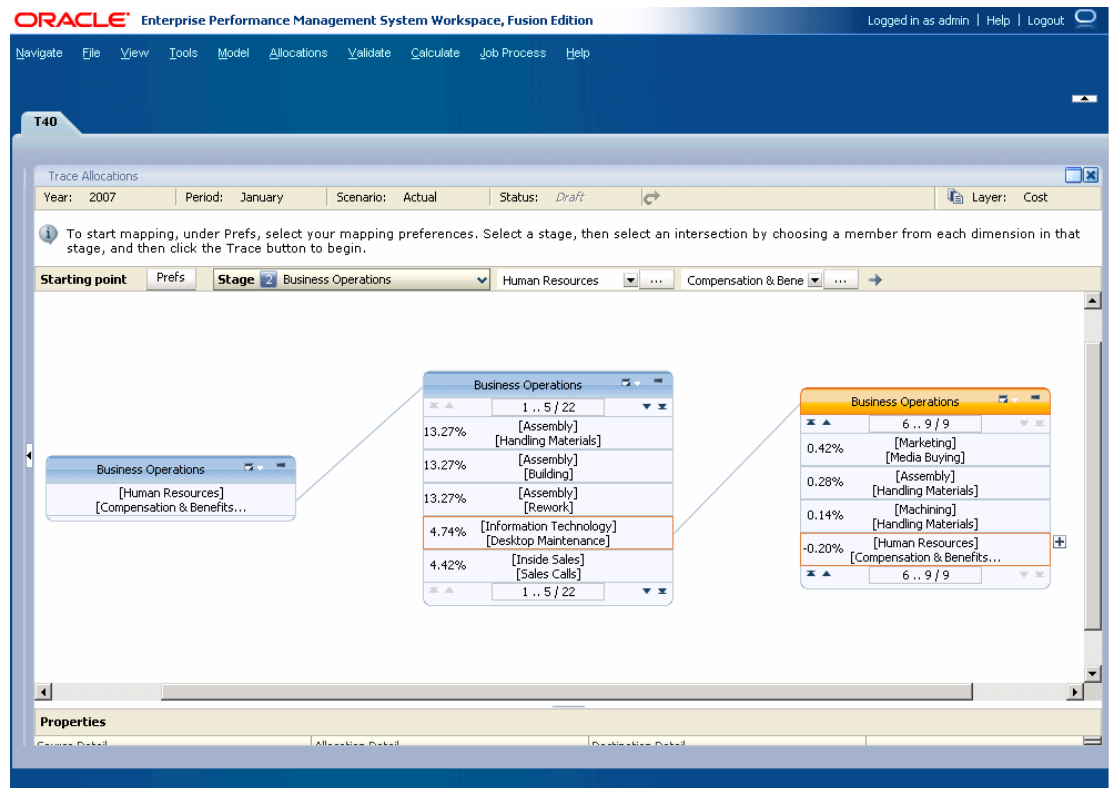 ORACLE Enterprise Performance Management System Workspace, Fusion Edition Logged in as admin | Help | Logout
Navigate File View Tools Model Allocations Validate Calculate Job Process Help
T40
Trace Allocations
Year: 2007 Period: January Scenario: Actual Status: Draft Layer: Cost
To start mapping, under Prefs, select your mapping preferences. Select a stage, then select an intersection by choosing a member from each dimension in that
stage, and then click the Trace button to begin.
Starting point Prefs Stage 2 Business Operations Human Resources ... Compensation & Bene ...
Business Operations
[Human Resources]
[Compensation & Benefits...
Business Operations
1 .. 5 / 22
13.27% [Assembly]
[Handling Materials]
13.27% [Assembly]
[Building]
13.27% [Assembly]
[Rework]
4.74% [Information Technology]
[Desktop Maintenance]
4.42% [Inside Sales]
[Sales Calls]
1 .. 5 / 22
Business Operations
6 .. 9 / 9
0.42% [Marketing]
[Media Buying]
0.28% [Assembly]
[Handling Materials]
0.14% [Machining]
[Handling Materials]
-0.20% [Human Resources]
[Compensation & Benefits...
6 .. 9 / 9
Properties
Source Detail Allocation Detail Destination Detail